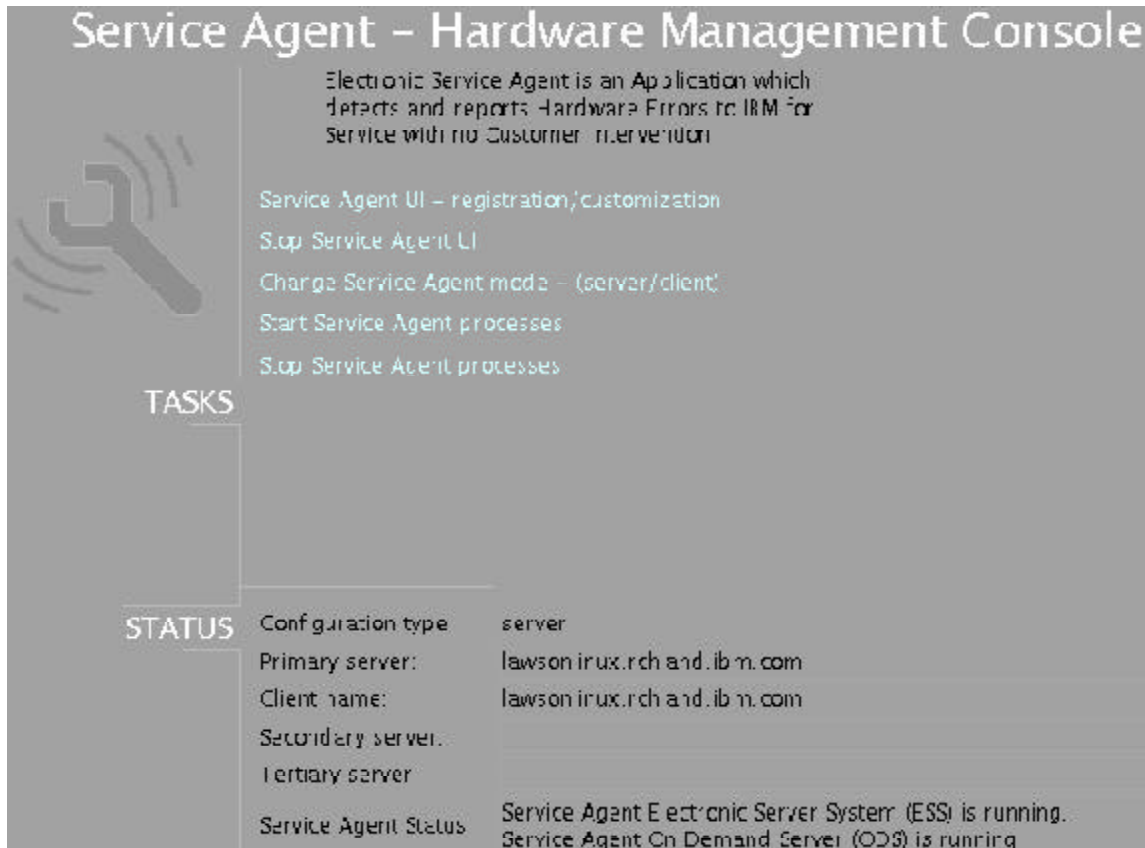 Service Agent – Hardware Management Console
Electronic Service Agent is an Application which
detects and reports Hardware Errors to IBM for
Service with no Customer Intervention
Service Agent UI – registration/customization
Stop Service Agent UI
Change Service Agent mode – (server/client)
Start Service Agent processes
Stop Service Agent processes
TASKS
STATUS
Configuration type server
Primary server: lawsonlinux.rchland.ibm.com
Client name: lawsonlinux.rchland.ibm.com
Secondary server:
Tertiary server
Service Agent Status Service Agent Electronic Server System (ESS) is running.
Service Agent On Demand Server (ODS) is running